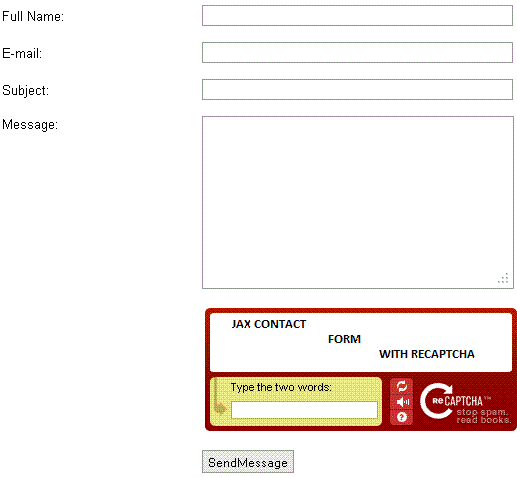 Full Name:
E-mail:
Subject:
Message:
JAX CONTACT
FORM
WITH RECAPTCHA
Type the two words:
ReCAPTCHA™
stop spam.
read books.
SendMessage